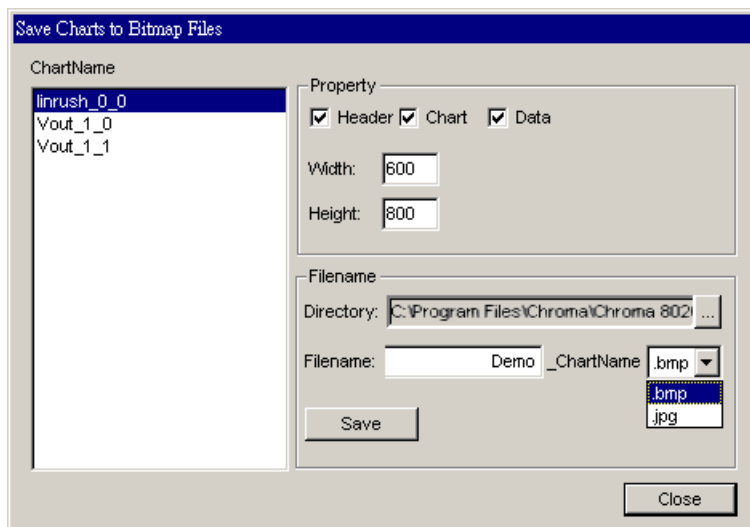 Save Charts to Bitmap Files
ChartName
Iinrush_0_0
Vout_1_0
Vout_1_1
Property
Header Chart Data
Width: 600
Height: 800
Filename
Directory: C:\Program Files\Chroma\Chroma 802 ...
Filename: Demo _ChartName .bmp
.bmp
.jpg
Save
Close